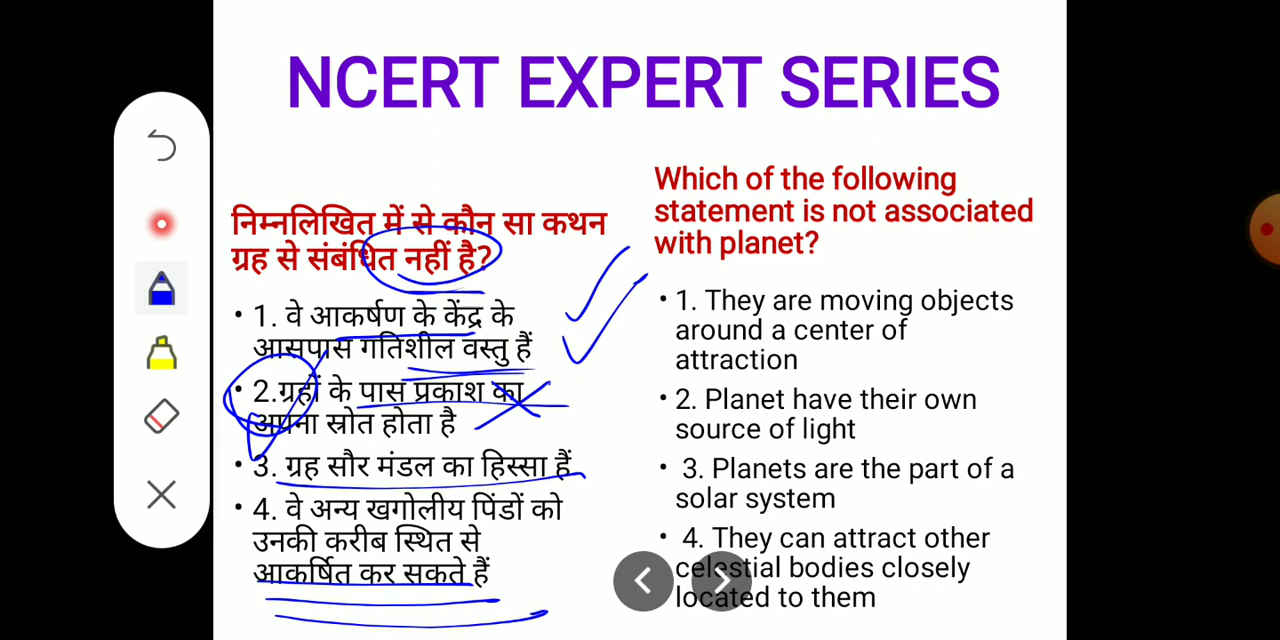 NCERT EXPERT SERIES
निम्नलिखित में से कौन सा कथन
ग्रह से संबंधित नहीं है?
• 1. वे आकर्षण के केंद्र के
आसपास गतिशील वस्तु हैं
• 2.ग्रहों के पास प्रकाश का
अपना स्रोत होता है
• 3. ग्रह सौर मंडल का हिस्सा हैं
• 4. वे अन्य खगोलीय पिंडों को
उनकी करीब स्थित से
आकर्षित कर सकते हैं
Which of the following
statement is not associated
with planet?
• 1. They are moving objects
around a center of
attraction
• 2. Planet have their own
source of light
• 3. Planets are the part of a
solar system
• 4. They can attract other
celestial bodies closely
located to them